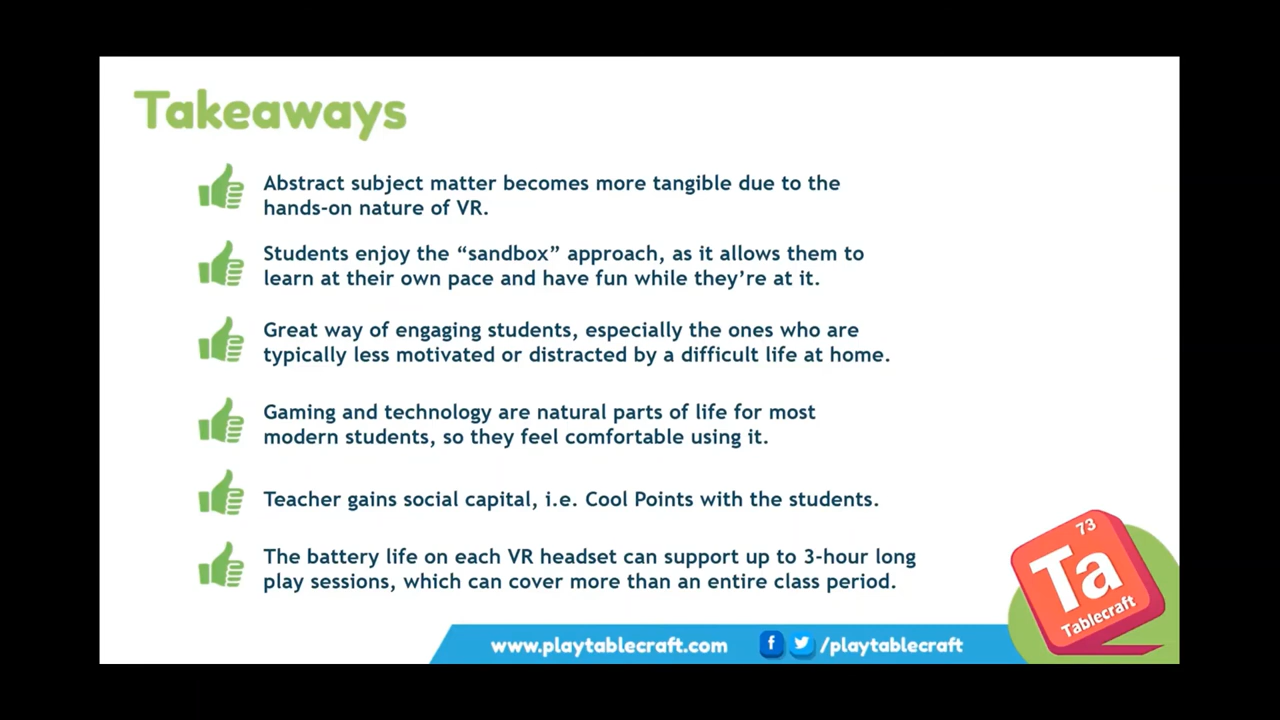 Takeaways
Abstract subject matter becomes more tangible due to the
hands-on nature of VR.
Students enjoy the “sandbox” approach, as it allows them to
learn at their own pace and have fun while they’re at it.
Great way of engaging students, especially the ones who are
typically less motivated or distracted by a difficult life at home.
Gaming and technology are natural parts of life for most
modern students, so they feel comfortable using it.
Teacher gains social capital, i.e. Cool Points with the students.
The battery life on each VR headset can support up to 3-hour long
play sessions, which can cover more than an entire class period.
73
Ta
Tablecraft
www.playtablecraft.com f /playtablecraft